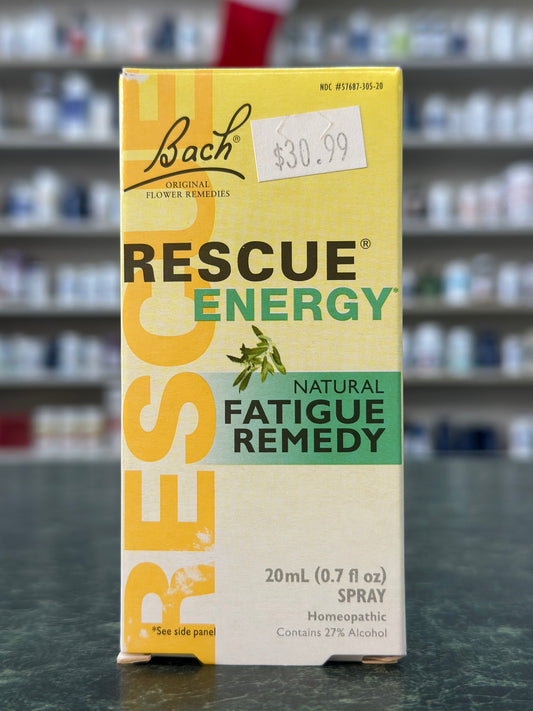 NDC #57687-305-20
Bach®
ORIGINAL
FLOWER REMEDIES
$30.99
RESCUE
RESCUE®
ENERGY*
NATURAL
FATIGUE
REMEDY
20mL (0.7 fl oz)
SPRAY
Homeopathic
Contains 27% Alcohol
*See side panel